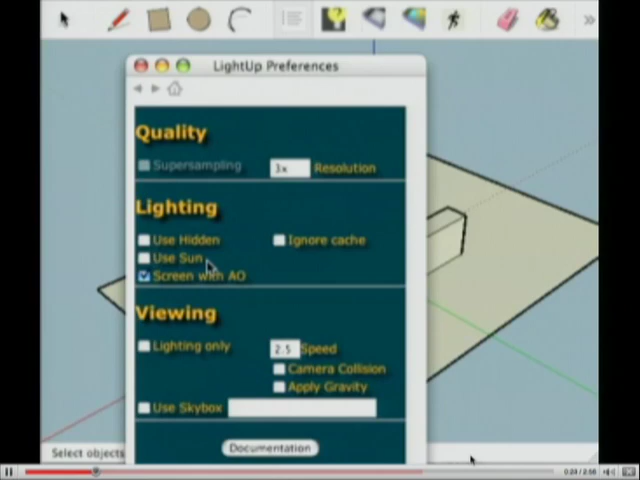 LightUp Preferences
Quality
Supersampling
3x Resolution
Lighting
Use Hidden
Ignore cache
Use Sun
Screen with AO
Viewing
Lighting only
2.5 Speed
Camera Collision
Apply Gravity
Use Skybox
Documentation
Select objects